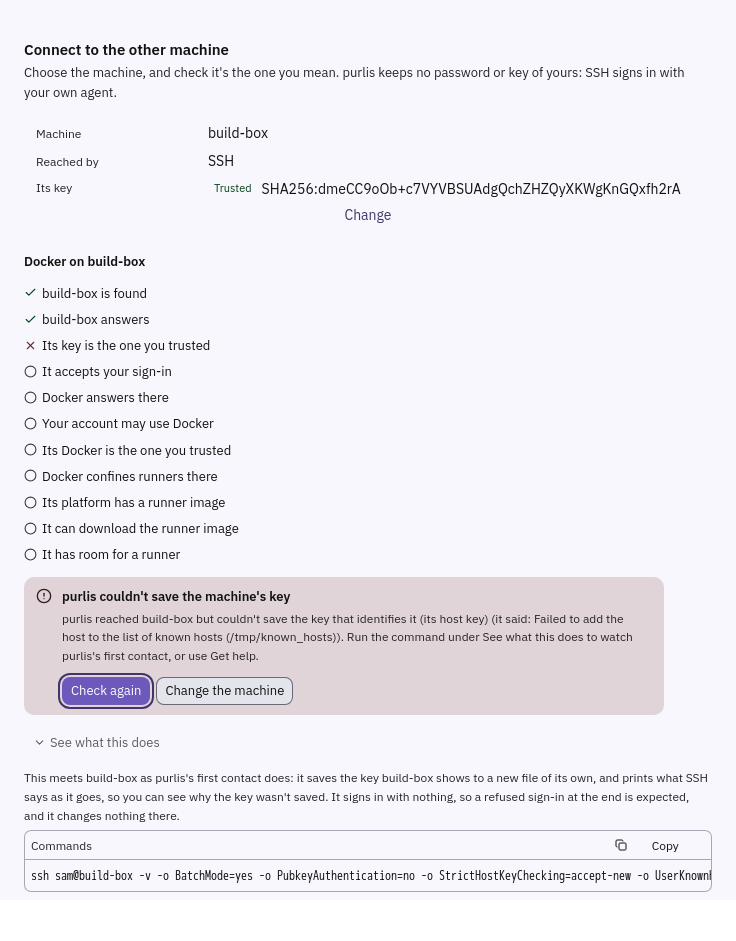 Connect to the other machine
Choose the machine, and check it's the one you mean. purlis keeps no password or key of yours: SSH signs in with
your own agent.
Machine build-box
Reached by SSH
Its key Trusted SHA256:dmeCC9oOb+c7VYVBSUAdgQchZHZQyXKWgKnGQxfh2rA
Change
Docker on build-box
build-box is found
build-box answers
Its key is the one you trusted
It accepts your sign-in
Docker answers there
Your account may use Docker
Its Docker is the one you trusted
Docker confines runners there
Its platform has a runner image
It can download the runner image
It has room for a runner
purlis couldn't save the machine's key
purlis reached build-box but couldn't save the key that identifies it (its host key) (it said: Failed to add the
host to the list of known hosts (/tmp/known_hosts)). Run the command under See what this does to watch
purlis's first contact, or use Get help.
Check again Change the machine
See what this does
This meets build-box as purlis's first contact does: it saves the key build-box shows to a new file of its own, and prints what SSH
says as it goes, so you can see why the key wasn't saved. It signs in with nothing, so a refused sign-in at the end is expected,
and it changes nothing there.
Commands Copy
ssh sam@build-box -v -o BatchMode=yes -o PubkeyAuthentication=no -o StrictHostKeyChecking=accept-new -o UserKnown